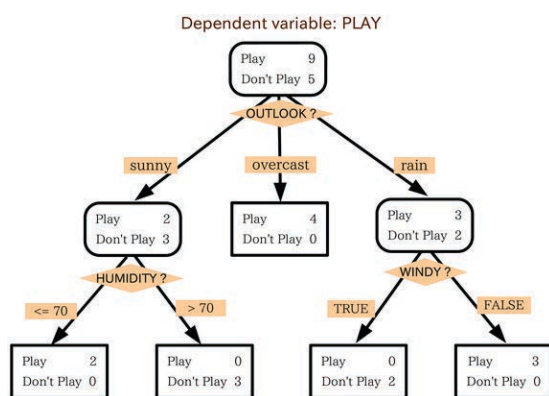 Dependent variable: PLAY
Play 9
Don't Play 5
OUTLOOK ?
sunny
overcast
rain
Play 2
Don't Play 3
Play 4
Don't Play 0
Play 3
Don't Play 2
HUMIDITY ?
WINDY ?
<= 70
> 70
TRUE
FALSE
Play 2
Don't Play 0
Play 0
Don't Play 3
Play 0
Don't Play 2
Play 3
Don't Play 0